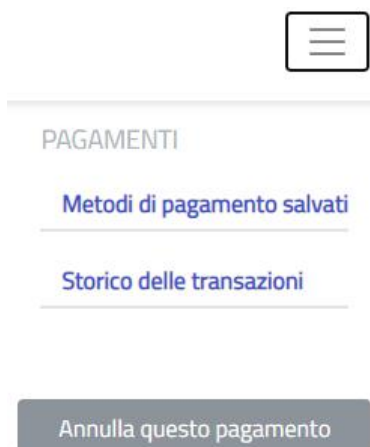 PAGAMENTI
Metodi di pagamento salvati
Storico delle transazioni
Annulla questo pagamento